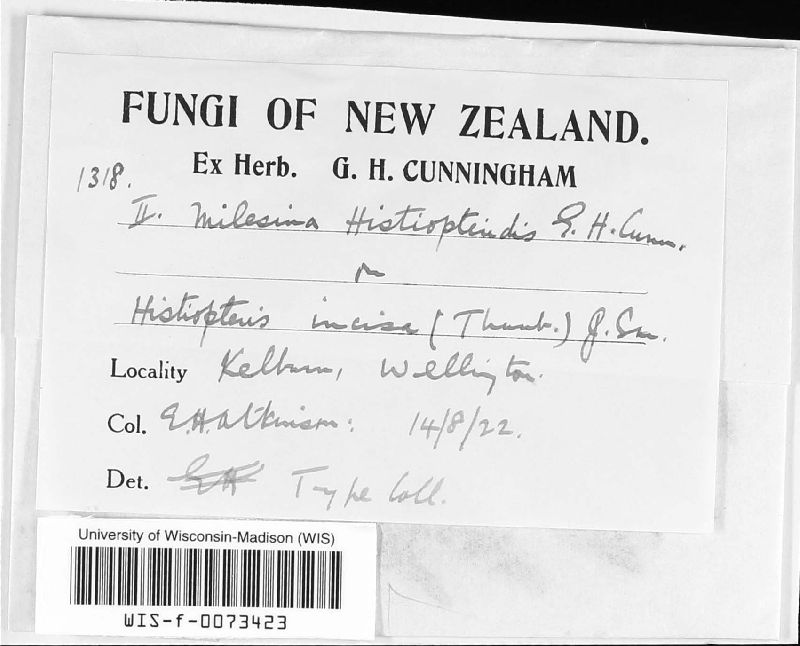 FUNGI OF NEW ZEALAND.
Ex Herb. G. H. CUNNINGHAM
1318.
II. Milesina Histiopteridis G. H. Cunn.
on
Histiopteris incisa (Thunb.) J. Sm.
Locality Kelburn, Wellington.
Col. E.H. Atkinson: 14/8/22.
Det. Type Coll.
University of Wisconsin-Madison (WIS)
WIS-f-0073423